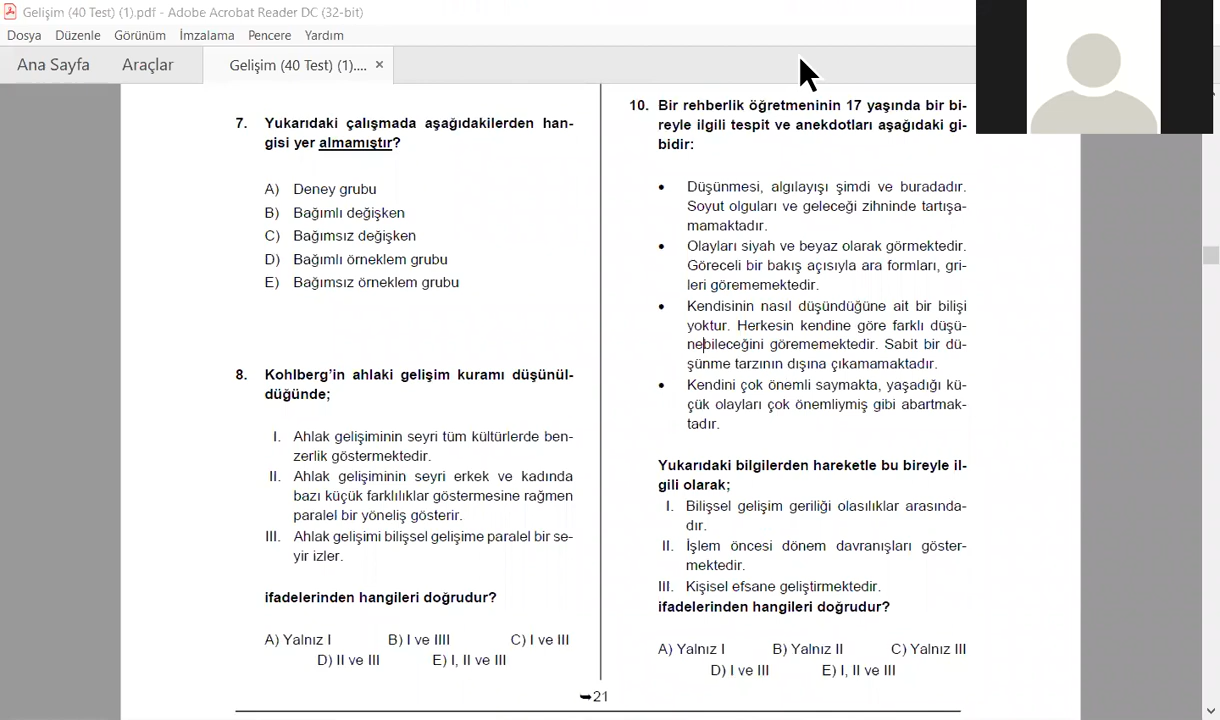 Gelişim (40 Test) (1).pdf - Adobe Acrobat Reader DC (32-bit)
Dosya Düzenle Görünüm İmzalama Pencere Yardım
Ana Sayfa Araçlar Gelişim (40 Test) (1).... ×
7. Yukarıdaki çalışmada aşağıdakilerden han-
gisi yer almamıştır?
A) Deney grubu
B) Bağımlı değişken
C) Bağımsız değişken
D) Bağımlı örneklem grubu
E) Bağımsız örneklem grubu
8. Kohlberg'in ahlaki gelişim kuramı düşünül-
düğünde;
I. Ahlak gelişiminin seyri tüm kültürlerde ben-
zerlik göstermektedir.
II. Ahlak gelişiminin seyri erkek ve kadında
bazı küçük farklılıklar göstermesine rağmen
paralel bir yöneliş gösterir.
III. Ahlak gelişimi bilişsel gelişime paralel bir se-
yir izler.
ifadelerinden hangileri doğrudur?
A) Yalnız I B) I ve IIII C) I ve III
D) II ve III E) I, II ve III
10. Bir rehberlik öğretmeninin 17 yaşında bir bi-
reyle ilgili tespit ve anekdotları aşağıdaki gi-
bidir:
• Düşünmesi, algılayışı şimdi ve buradadır.
Soyut olguları ve geleceği zihninde tartışa-
mamaktadır.
• Olayları siyah ve beyaz olarak görmektedir.
Göreceli bir bakış açısıyla ara formları, gri-
leri görememektedir.
• Kendisinin nasıl düşündüğüne ait bir bilişi
yoktur. Herkesin kendine göre farklı düşü-
nebileceğini görememektedir. Sabit bir dü-
şünme tarzının dışına çıkamamaktadır.
• Kendini çok önemli saymakta, yaşadığı kü-
çük olayları çok önemliymiş gibi abartmak-
tadır.
Yukarıdaki bilgilerden hareketle bu bireyle il-
gili olarak;
I. Bilişsel gelişim geriliği olasılıklar arasında-
dır.
II. İşlem öncesi dönem davranışları göster-
mektedir.
III. Kişisel efsane geliştirmektedir.
ifadelerinden hangileri doğrudur?
A) Yalnız I B) Yalnız II C) Yalnız III
D) I ve III E) I, II ve III
➥21